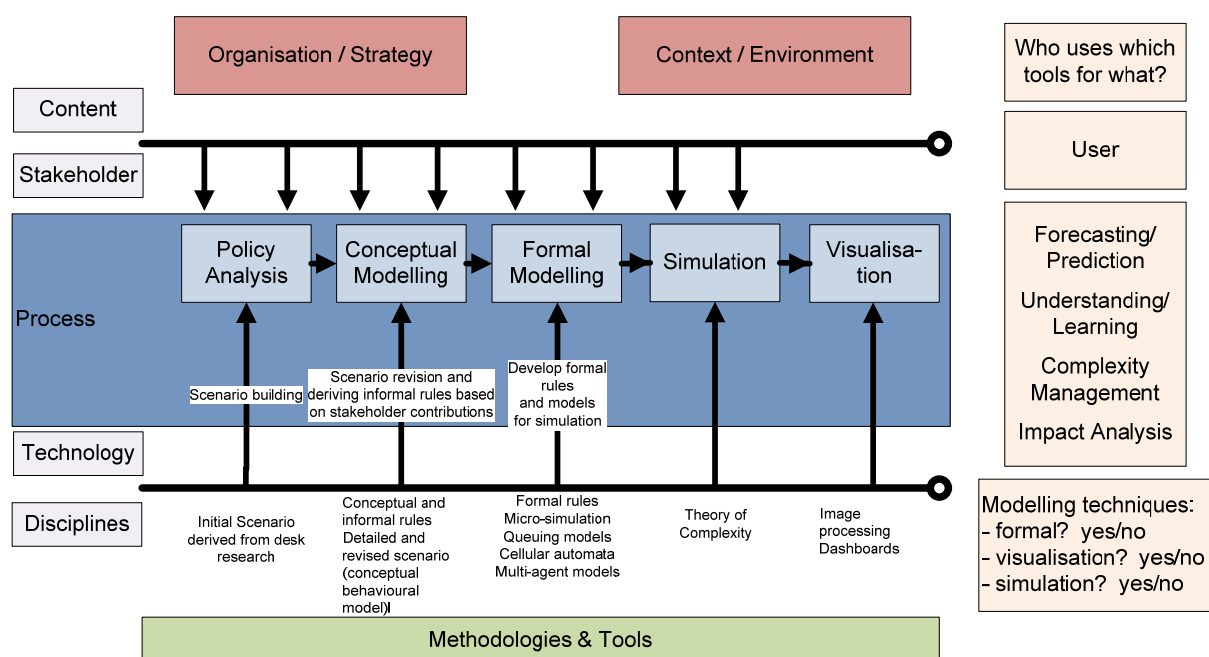 Organisation / Strategy
Context / Environment
Who uses which
tools for what?
Content
Stakeholder
User
Process
Policy
Analysis
Conceptual
Modelling
Formal
Modelling
Simulation
Visualisa-
tion
Forecasting/
Prediction
Understanding/
Learning
Complexity
Management
Impact Analysis
Scenario building
Scenario revision and
deriving informal rules based
on stakeholder contributions
Develop formal
rules
and models
for simulation
Technology
Disciplines
Initial Scenario
derived from desk
research
Conceptual and
informal rules
Detailed and
revised scenario
(conceptual
behavioural
model)l
Formal rules
Micro-simulation
Queuing models
Cellular automata
Multi-agent models
Theory of
Complexity
Image
processing
Dashboards
Modelling techniques:
– formal? yes/no
– visualisation? yes/no
– simulation? yes/no
Methodologies & Tools